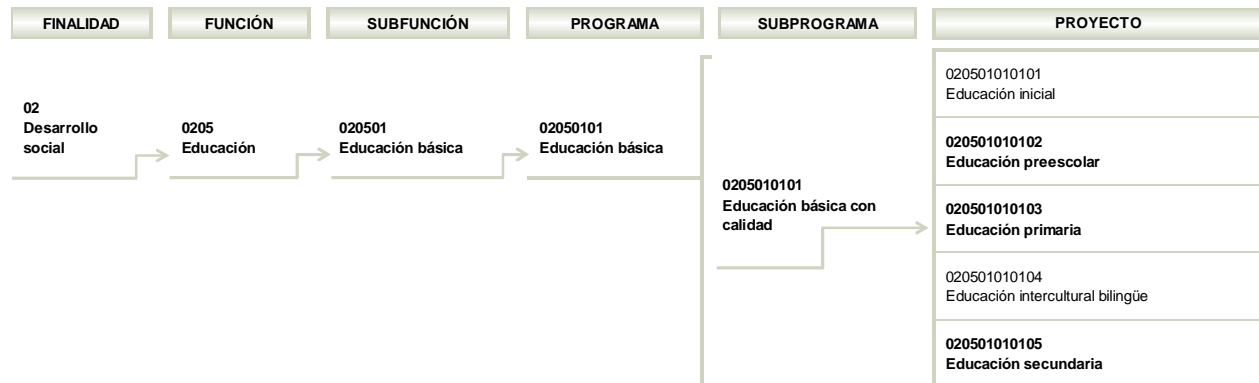 FINALIDAD
FUNCIÓN
SUBFUNCIÓN
PROGRAMA
SUBPROGRAMA
PROYECTO
02
Desarrollo
social
0205
Educación
020501
Educación básica
02050101
Educación básica
0205010101
Educación básica con
calidad
020501010101
Educación inicial
020501010102
Educación preescolar
020501010103
Educación primaria
020501010104
Educación intercultural bilingüe
020501010105
Educación secundaria